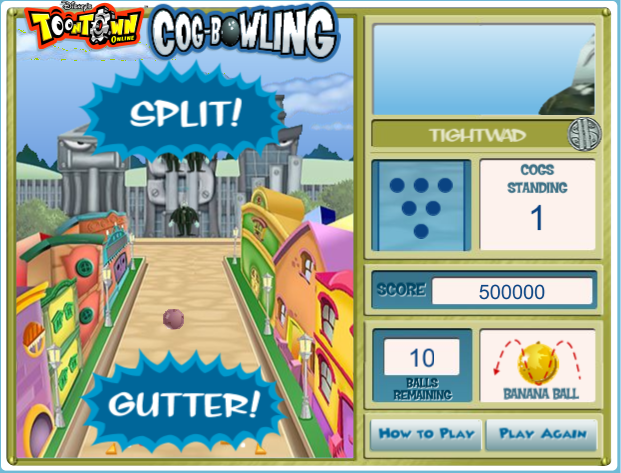 Disney's
TOONTOWN
ONLINE
COG-BOWLING
SPLIT!
GUTTER!
TIGHTWAD
COGS
STANDING
1
SCORE 500000
10
BALLS
REMAINING
BANANA BALL
HOW TO PLAY PLAY AGAIN